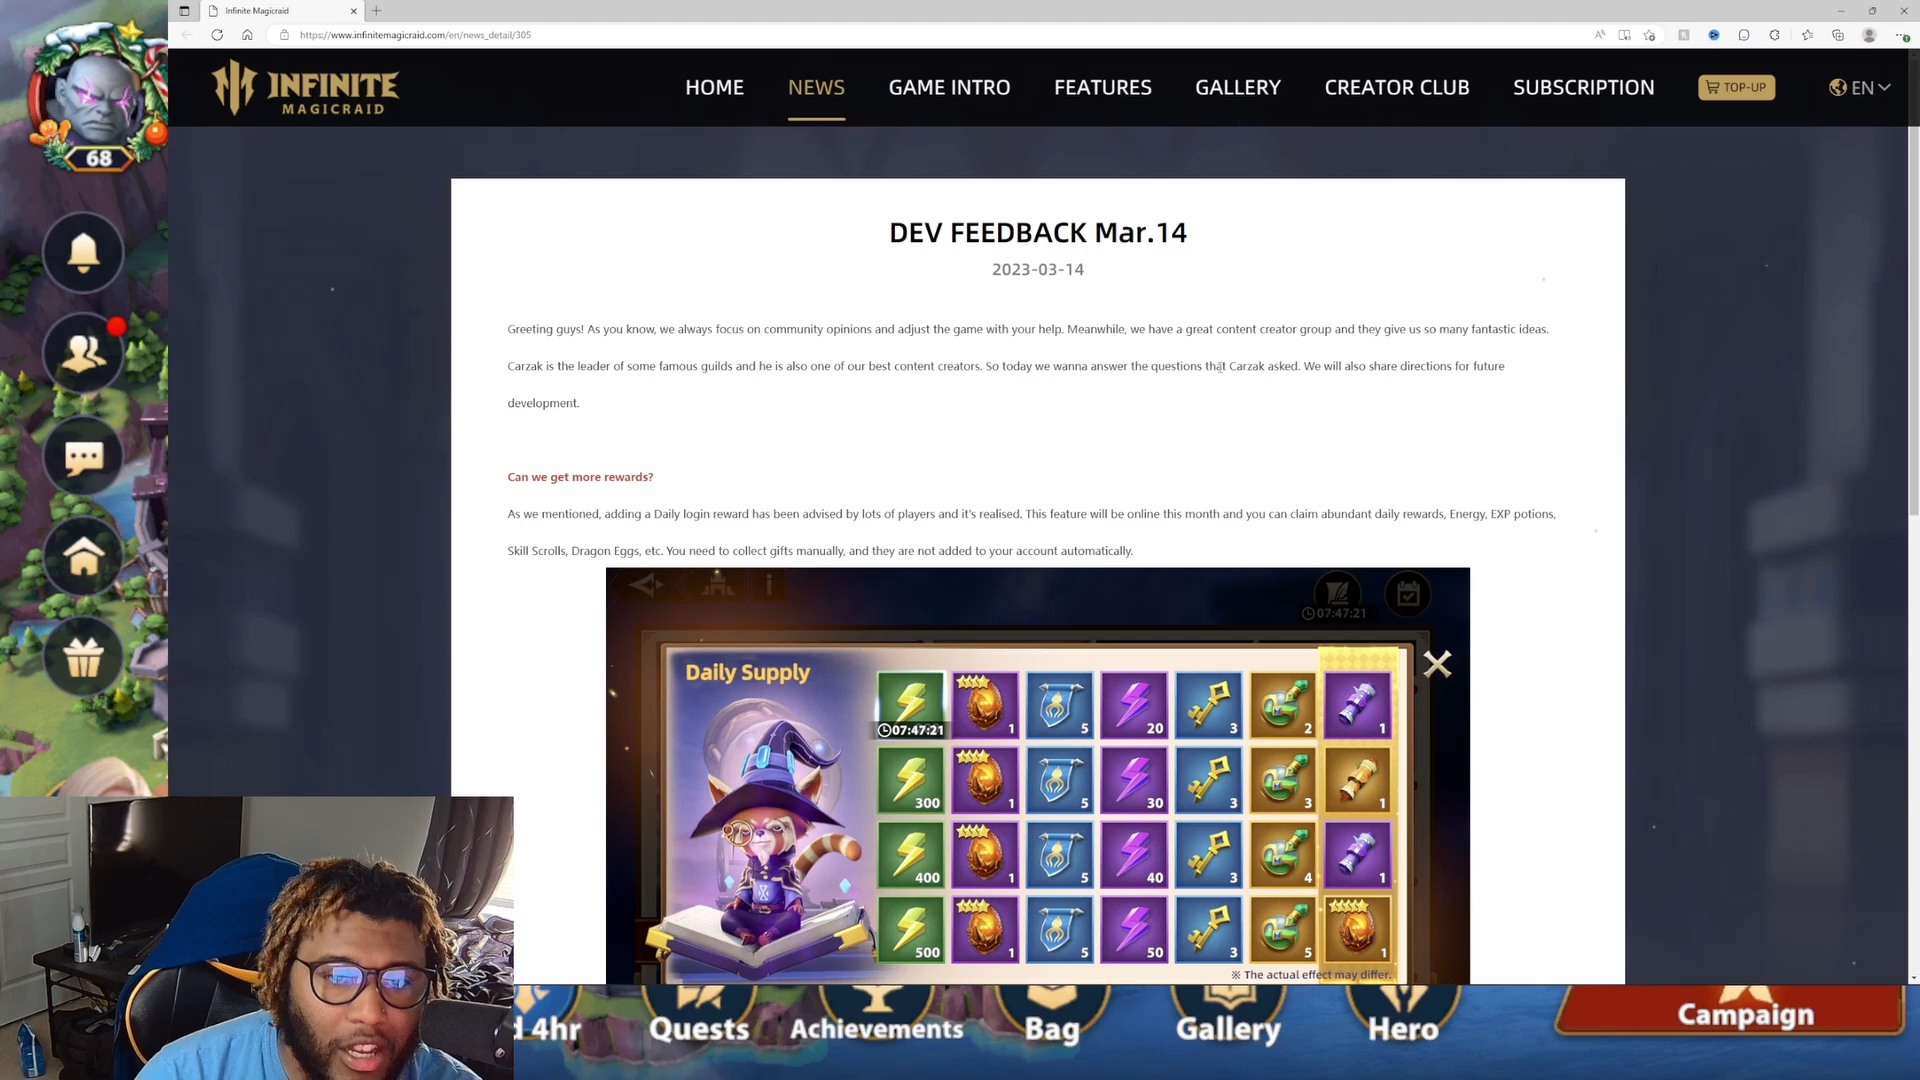 Infinite Magicraid
https://www.infinitemagicraid.com/en/news_detail/305
INFINITE
MAGICRAID
HOME
NEWS
GAME INTRO
FEATURES
GALLERY
CREATOR CLUB
SUBSCRIPTION
TOP-UP
EN
68
DEV FEEDBACK Mar.14
2023-03-14
Greeting guys! As you know, we always focus on community opinions and adjust the game with your help. Meanwhile, we have a great content creator group and they give us so many fantastic ideas.
Carzak is the leader of some famous guilds and he is also one of our best content creators. So today we wanna answer the questions that Carzak asked. We will also share directions for future
development.
Can we get more rewards?
As we mentioned, adding a Daily login reward has been advised by lots of players and it's realised. This feature will be online this month and you can claim abundant daily rewards, Energy, EXP potions,
Skill Scrolls, Dragon Eggs, etc. You need to collect gifts manually, and they are not added to your account automatically.
07:47:21
Daily Supply
07:47:21 1 5 20 3 2 1
300 1 5 30 3 3 1
400 1 5 40 3 4 1
500 1 5 50 3 5 1
※ The actual effect may differ.
d 4hr
Quests
Achievements
Bag
Gallery
Hero
Campaign